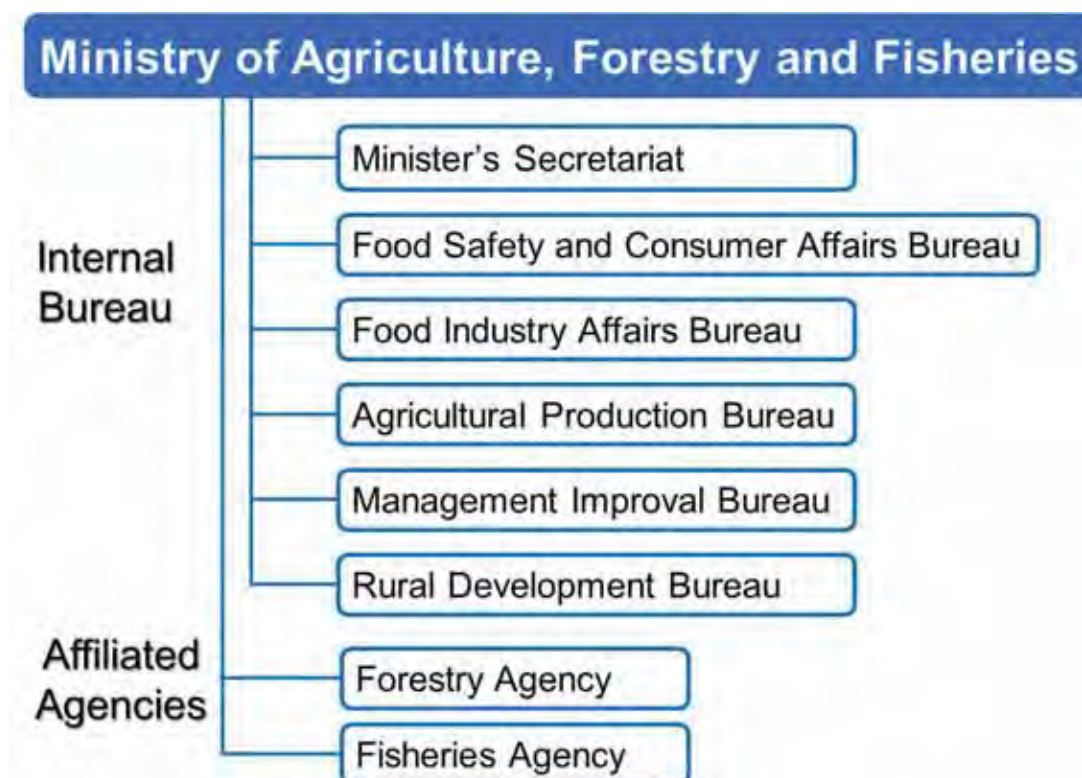 Ministry of Agriculture, Forestry and Fisheries
Internal
Bureau
Minister's Secretariat
Food Safety and Consumer Affairs Bureau
Food Industry Affairs Bureau
Agricultural Production Bureau
Management Improval Bureau
Rural Development Bureau
Affiliated
Agencies
Forestry Agency
Fisheries Agency